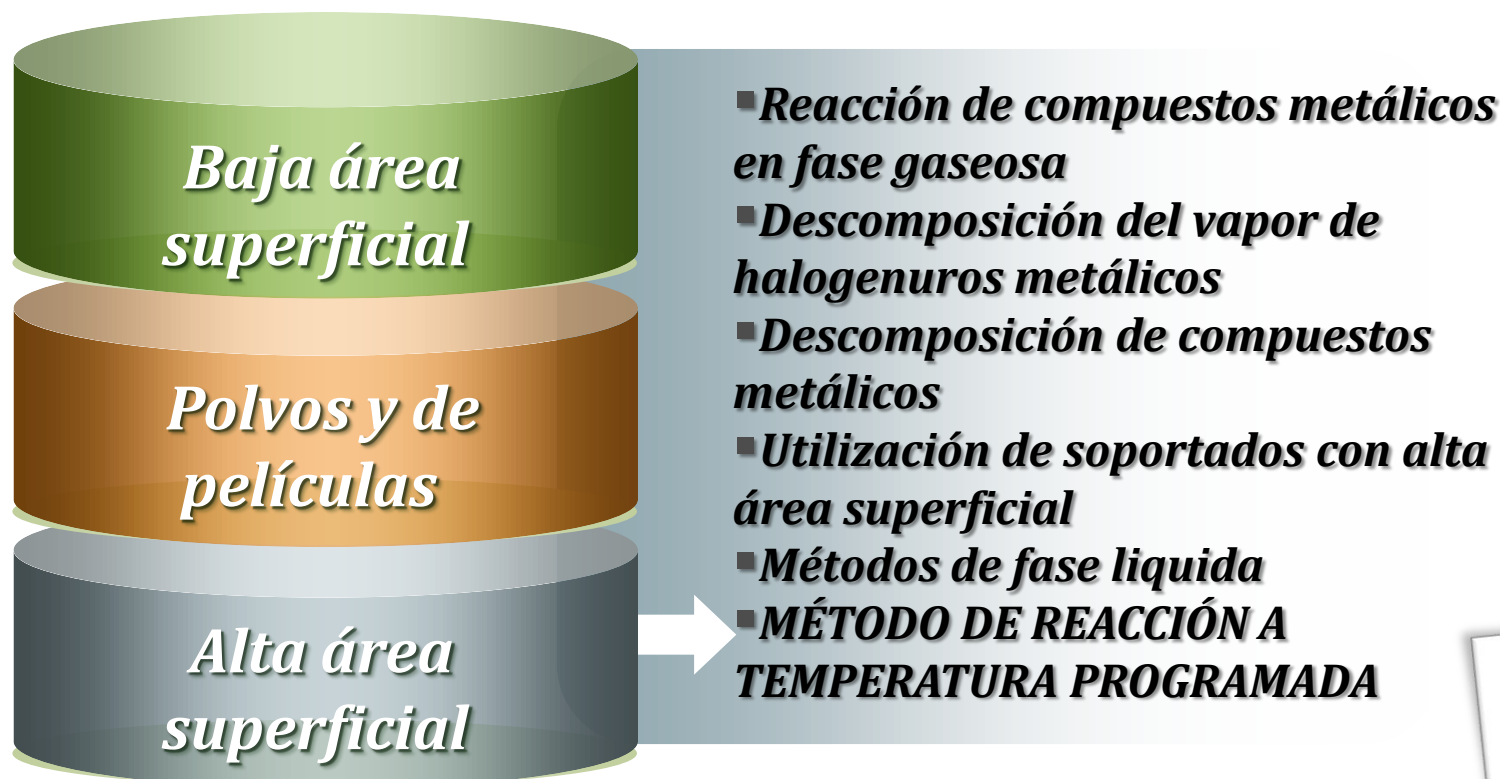 Baja área
superficial
Polvos y de
películas
Alta área
superficial
▪Reacción de compuestos metálicos
en fase gaseosa
▪Descomposición del vapor de
halogenuros metálicos
▪Descomposición de compuestos
metálicos
▪Utilización de soportados con alta
área superficial
▪Métodos de fase liquida
▪MÉTODO DE REACCIÓN A
TEMPERATURA PROGRAMADA